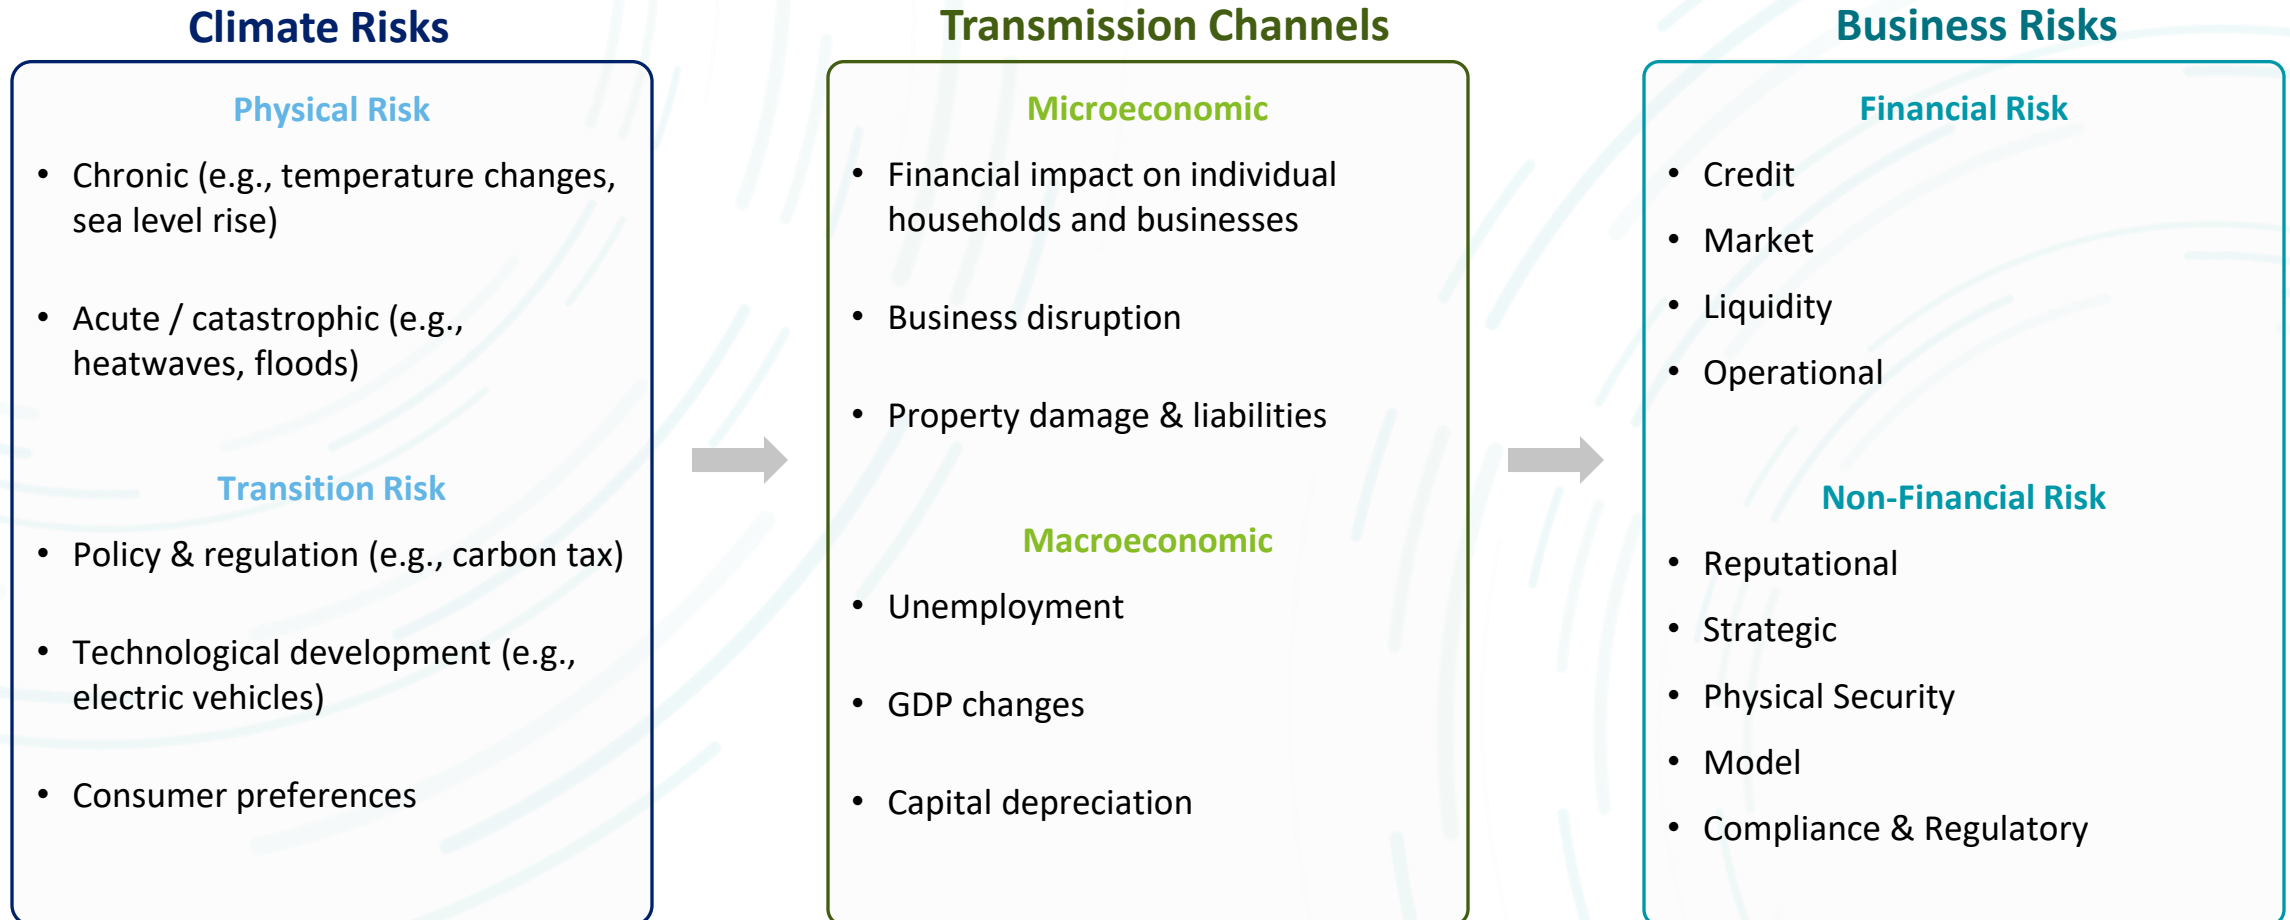 Climate Risks
Physical Risk
• Chronic (e.g., temperature changes,
sea level rise)
• Acute / catastrophic (e.g.,
heatwaves, floods)
Transition Risk
• Policy & regulation (e.g., carbon tax)
• Technological development (e.g.,
electric vehicles)
• Consumer preferences
Transmission Channels
Microeconomic
• Financial impact on individual
households and businesses
• Business disruption
• Property damage & liabilities
Macroeconomic
• Unemployment
• GDP changes
• Capital depreciation
Business Risks
Financial Risk
• Credit
• Market
• Liquidity
• Operational
Non-Financial Risk
• Reputational
• Strategic
• Physical Security
• Model
• Compliance & Regulatory